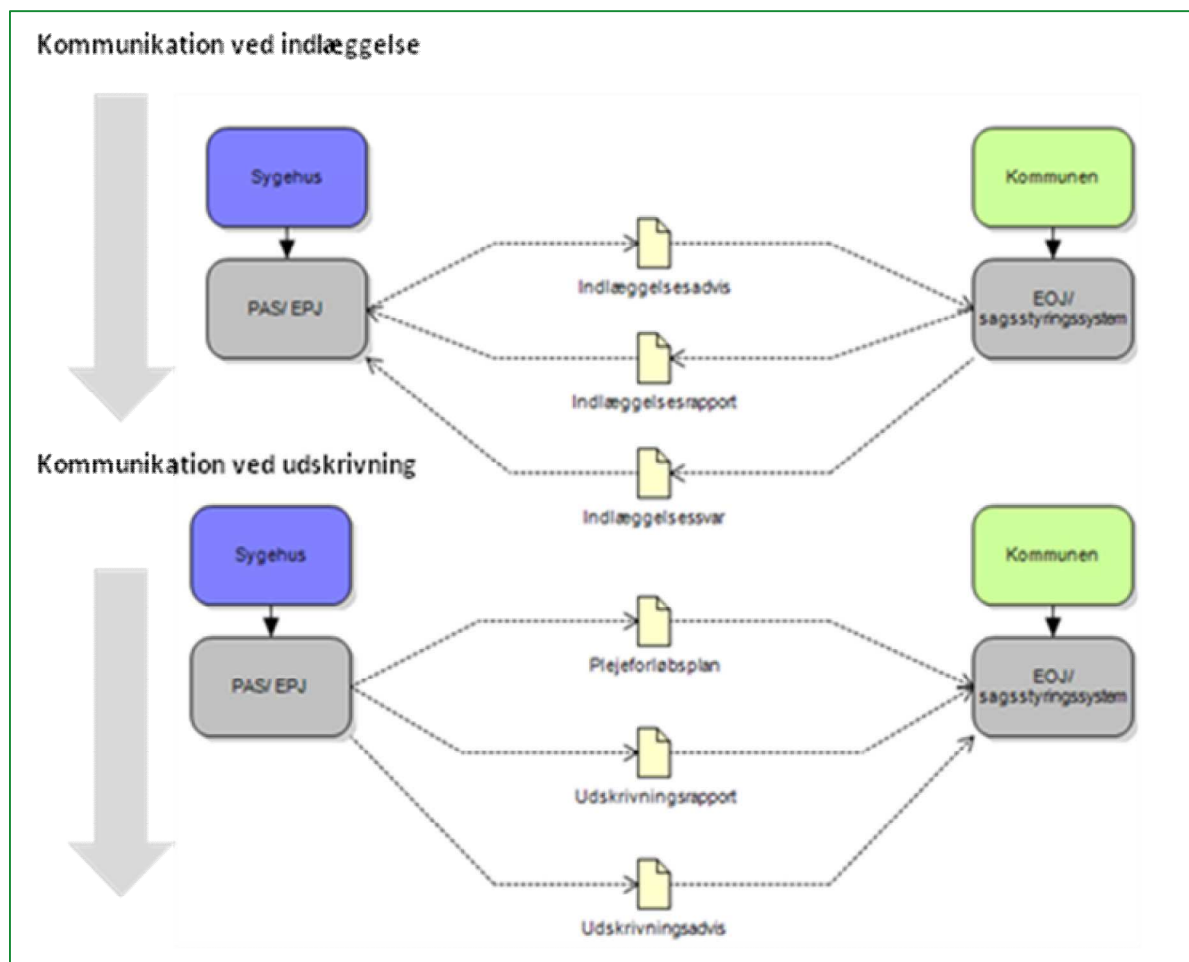 Kommunikation ved indlæggelse
Sygehus
Kommunen
PAS/ EPJ
Indlæggelsesadvis
EOJ/
sagsstyringssystem
Indlæggelsesrapport
Indlæggelsessvar
Kommunikation ved udskrivning
Sygehus
Kommunen
PAS/ EPJ
Plejeforløbsplan
EOJ/
sagsstyringssystem
Udskrivningsrapport
Udskrivningsadvis